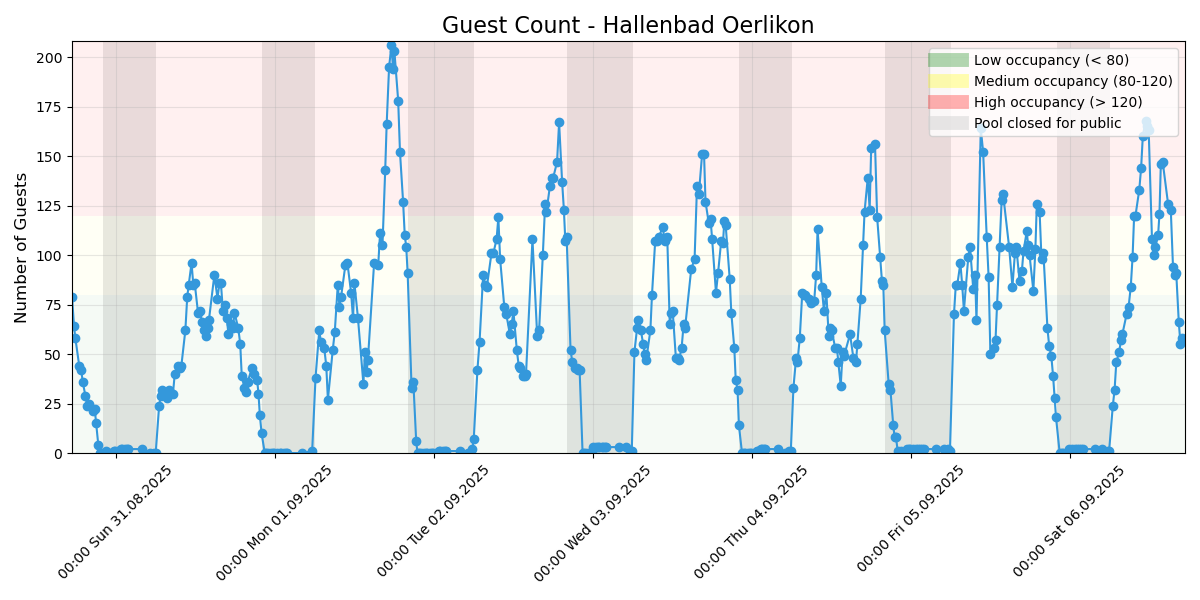 Guest Count - Hallenbad Oerlikon
Number of Guests
200
175
150
125
100
75
50
25
0
Low occupancy (< 80)
Medium occupancy (80-120)
High occupancy (> 120)
Pool closed for public
00:00 Sun 31.08.2025
00:00 Mon 01.09.2025
00:00 Tue 02.09.2025
00:00 Wed 03.09.2025
00:00 Thu 04.09.2025
00:00 Fri 05.09.2025
00:00 Sat 06.09.2025